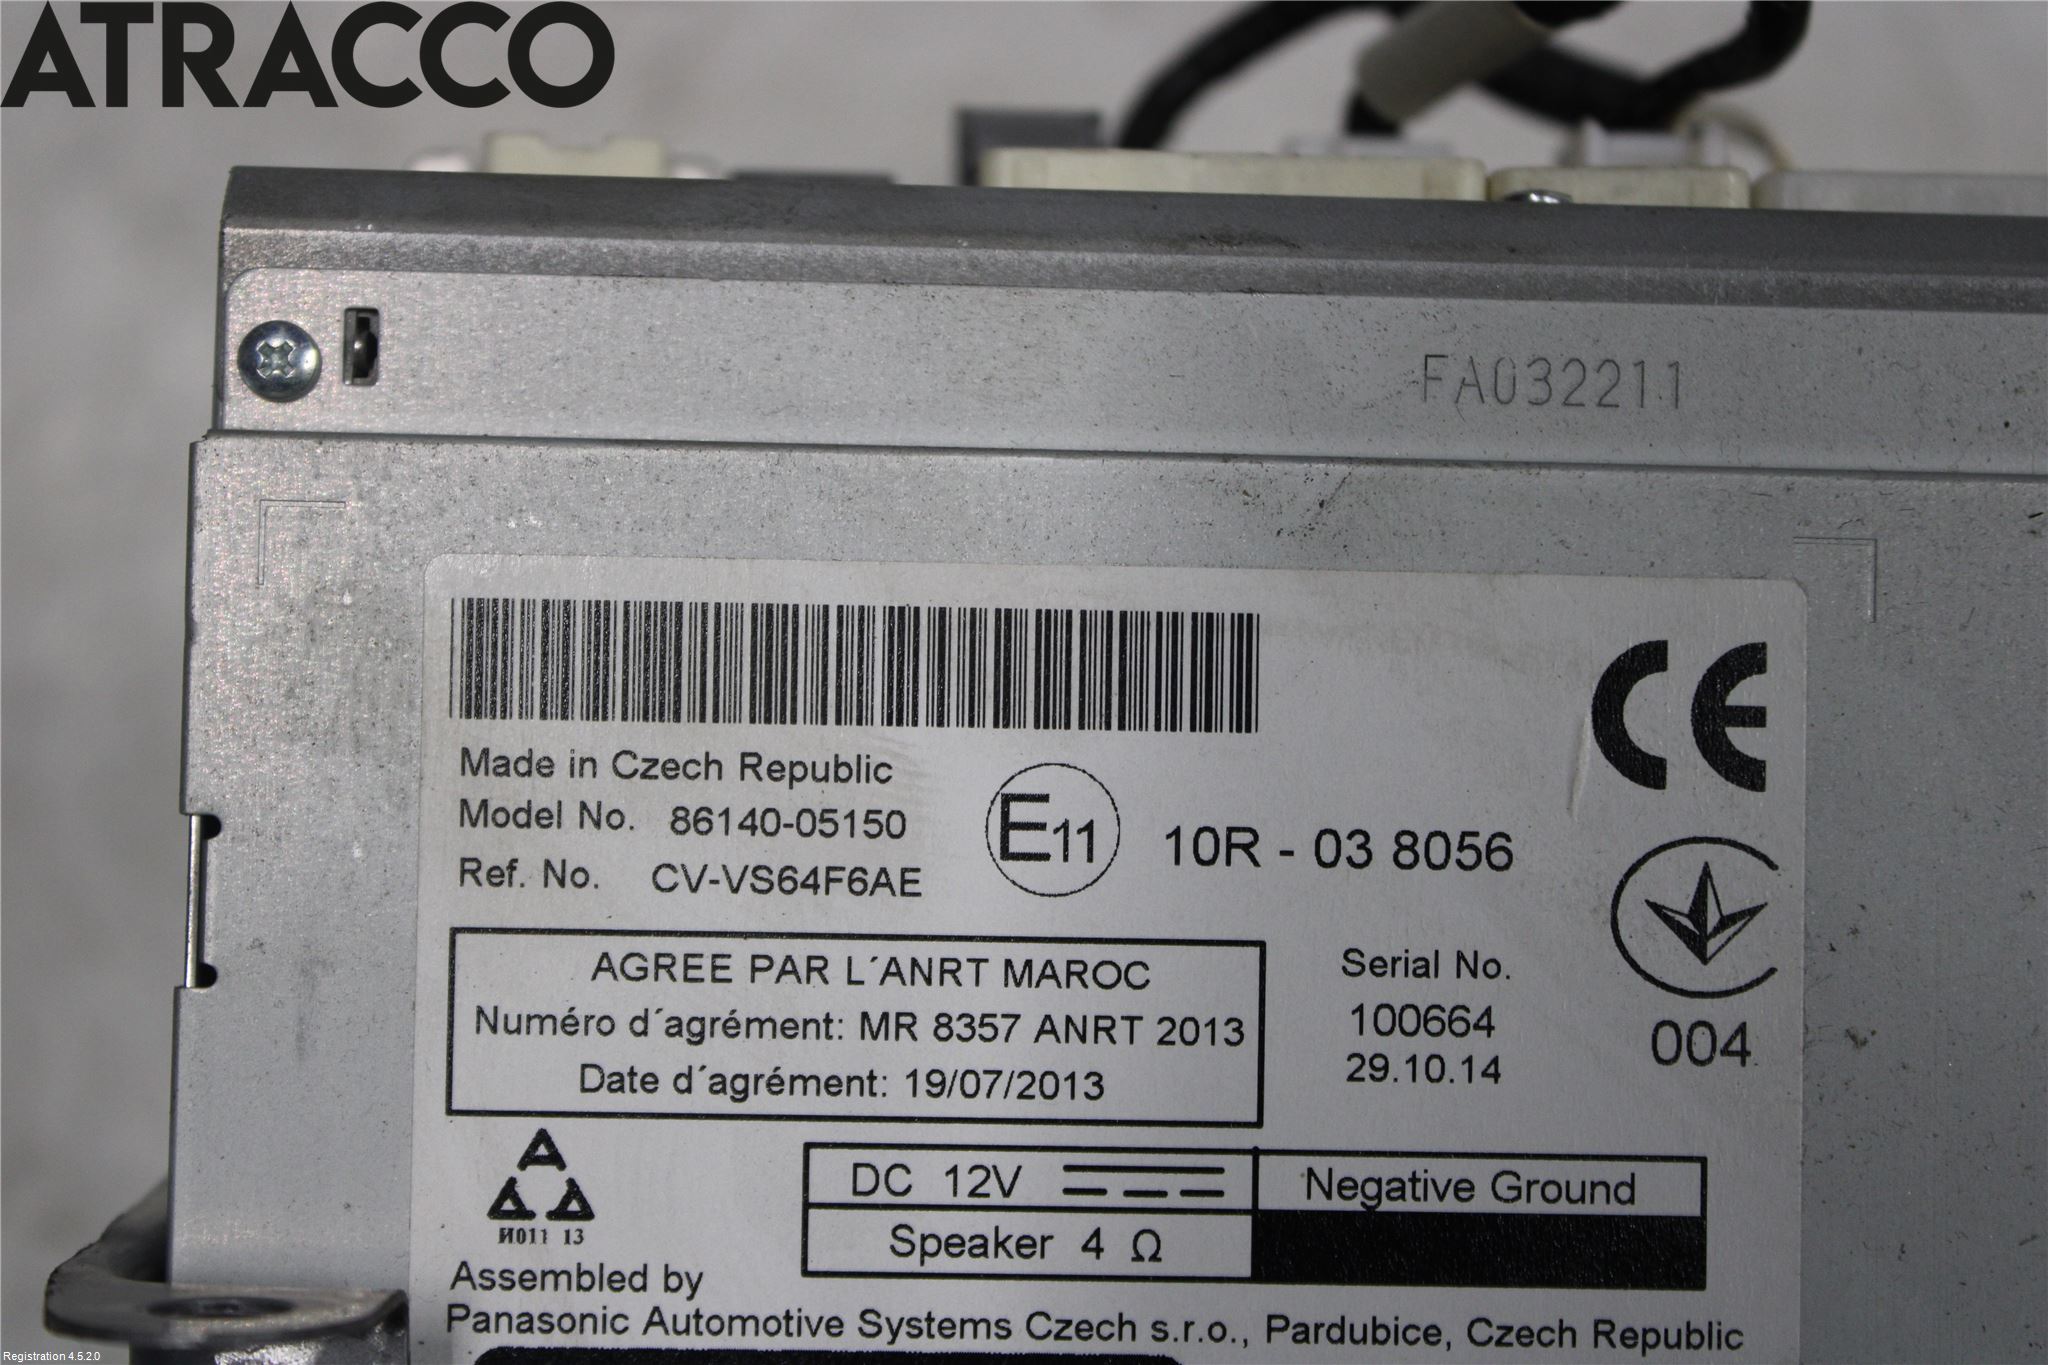 ATRACCO
FA032211
CE
Made in Czech Republic
Model No. 86140-05150
Ref. No. CV-VS64F6AE
E11
10R - 03 8056
AGREE PAR L´ANRT MAROC
Numéro d´agrément: MR 8357 ANRT 2013
Date d´agrément: 19/07/2013
Serial No.
100664
29.10.14
004
И011 13
DC 12V
Negative Ground
Speaker 4 Ω
Assembled by
Panasonic Automotive Systems Czech s.r.o., Pardubice, Czech Republic
Registration 4.5.2.0